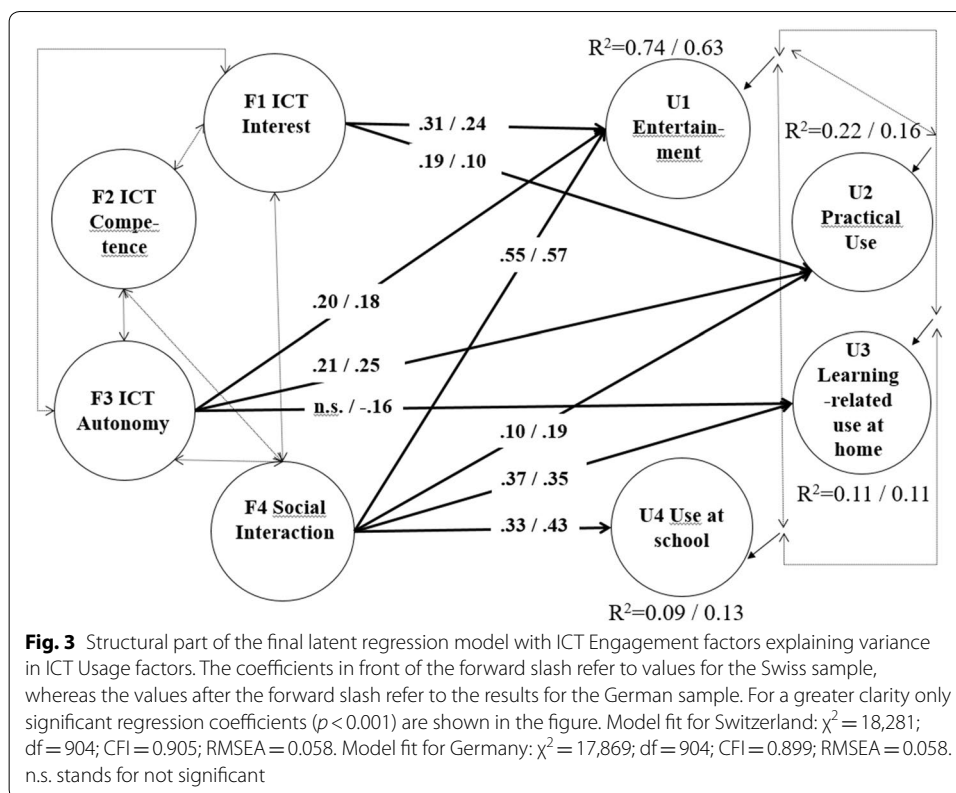 R²=0.74 / 0.63
F1 ICT
Interest
U1
Entertain-
ment
.31 / .24
.19 / .10
R²=0.22 / 0.16
F2 ICT
Compe-
tence
U2
Practical
Use
.55 / .57
.20 / .18
.21 / .25
F3 ICT
Autonomy
n.s. / -.16
U3
Learning
-related
use at
home
.10 / .19
.37 / .35
R²=0.11 / 0.11
F4 Social
Interaction
.33 / .43
U4 Use at
school
R²=0.09 / 0.13
Fig. 3 Structural part of the final latent regression model with ICT Engagement factors explaining variance
in ICT Usage factors. The coefficients in front of the forward slash refer to values for the Swiss sample,
whereas the values after the forward slash refer to the results for the German sample. For a greater clarity only
significant regression coefficients (p < 0.001) are shown in the figure. Model fit for Switzerland: χ² = 18,281;
df = 904; CFI = 0.905; RMSEA = 0.058. Model fit for Germany: χ² = 17,869; df = 904; CFI = 0.899; RMSEA = 0.058.
n.s. stands for not significant